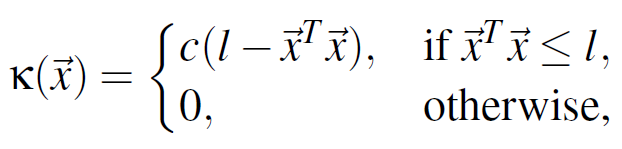 κ(x⃗) = { c(l − x⃗ᵀx⃗), if x⃗ᵀx⃗ ≤ l,
0, otherwise,